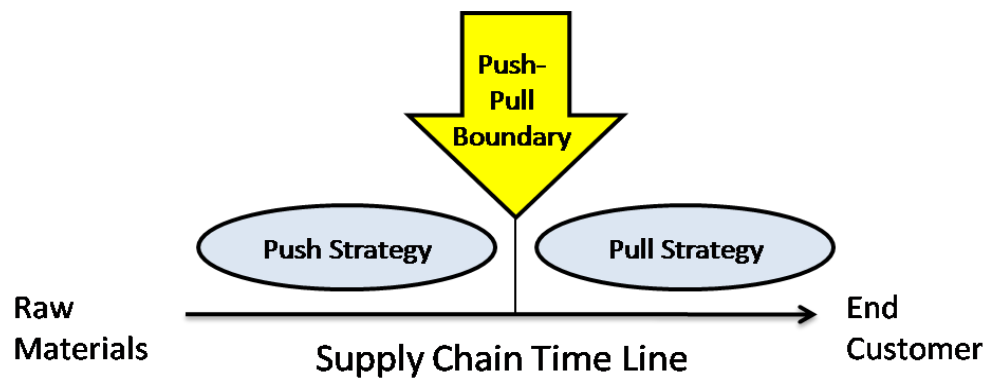 Push-
Pull
Boundary
Push Strategy
Pull Strategy
Raw
Materials
End
Customer
Supply Chain Time Line